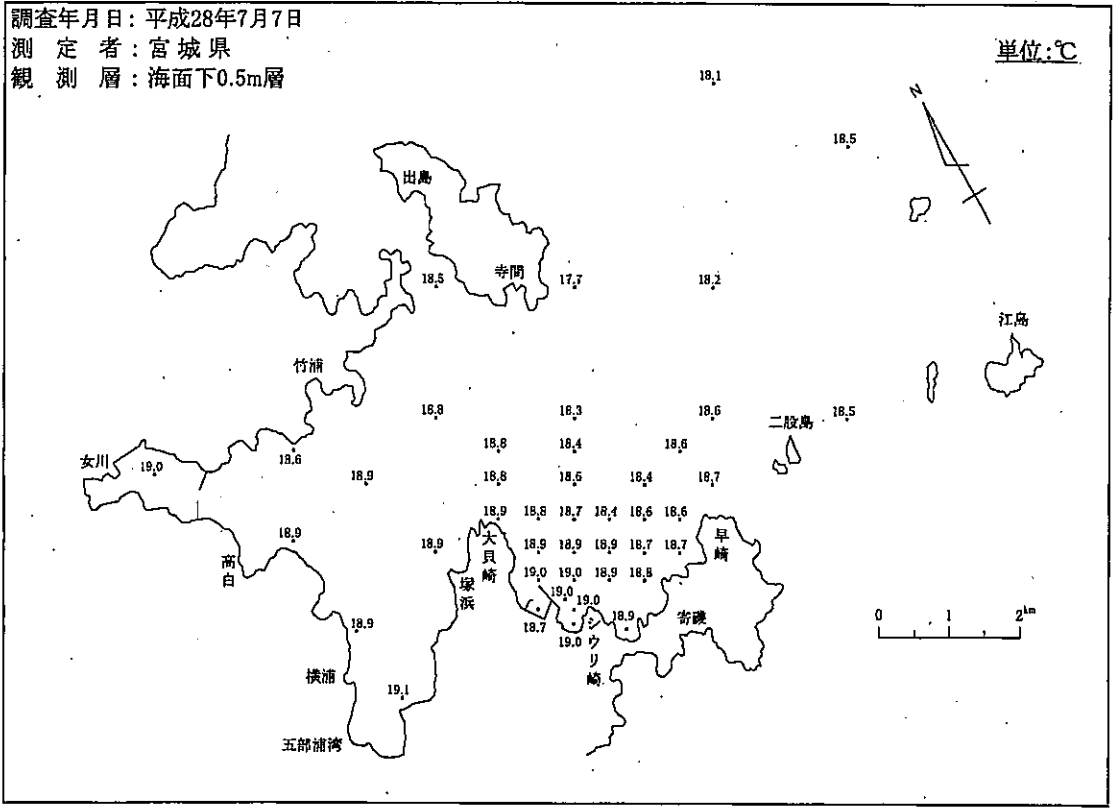 調査年月日：平成28年7月7日
測　定　者：宮城県
観　測　層：海面下0.5m層
単位:℃
18.1
N
18.5
出島
寺間
18.5
17.7
18.2
江島
竹浦
18.8
18.3
18.6
18.5
二股島
18.6
18.8
18.4
18.6
女川
19.0
18.9
18.8
18.6
18.4
18.7
18.9
18.8
18.7
18.4
18.6
18.6
18.9
高白
18.9
大貝崎
18.9
18.9
18.9
18.7
18.7
早崎
塚浜
19.0
19.0
18.9
18.8
19.0
19.0
18.7
19.0
シウリ崎
18.9
寄磯
0
2km
18.9
横浦
19.1
五部浦湾